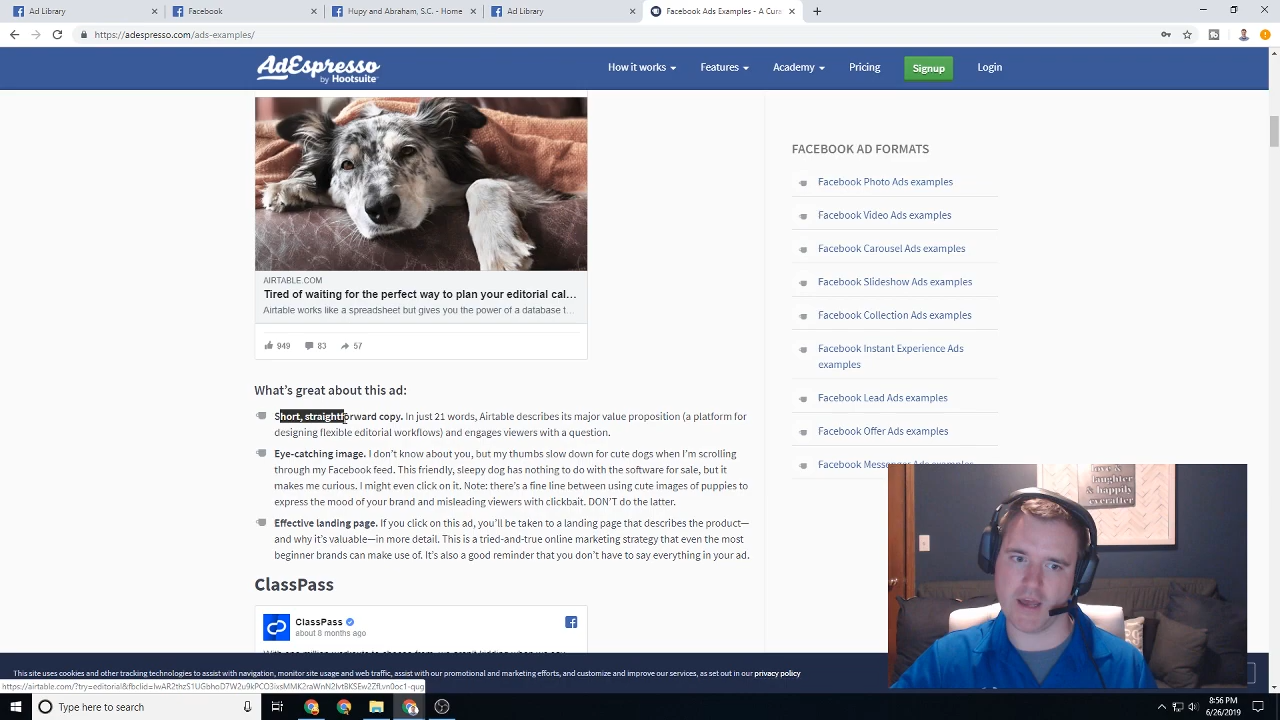 Ad Library
Facebook
Hupy and Abraham, S.C. - Home
Ad Library
Facebook Ads Examples - A Cura
https://adespresso.com/ads-examples/
AdEspresso
by Hootsuite
How it works
Features
Academy
Pricing
Signup
Login
AIRTABLE.COM
Tired of waiting for the perfect way to plan your editorial cal...
Airtable works like a spreadsheet but gives you the power of a database t...
949 83 57
What's great about this ad:
Short, straightforward copy. In just 21 words, Airtable describes its major value proposition (a platform for
designing flexible editorial workflows) and engages viewers with a question.
Eye-catching image. I don't know about you, but my thumbs slow down for cute dogs when I'm scrolling
through my Facebook feed. This friendly, sleepy dog has nothing to do with the software for sale, but it
makes me curious. I might even click on it. Note: there's a fine line between using cute images of puppies to
express the mood of your brand and misleading viewers with clickbait. DON'T do the latter.
Effective landing page. If you click on this ad, you'll be taken to a landing page that describes the product—
and why it's valuable—in more detail. This is a tried-and-true online marketing strategy that even the most
beginner brands can make use of. It's also a good reminder that you don't have to say everything in your ad.
ClassPass
ClassPass
about 8 months ago
FACEBOOK AD FORMATS
Facebook Photo Ads examples
Facebook Video Ads examples
Facebook Carousel Ads examples
Facebook Slideshow Ads examples
Facebook Collection Ads examples
Facebook Instant Experience Ads
examples
Facebook Lead Ads examples
Facebook Offer Ads examples
Facebook Messenger Ads examples
laughter
& happily
everafter
This site uses cookies and other tracking technologies to assist with navigation, monitor site usage and web traffic, assist with our promotional and marketing efforts, and customize and improve our services, as set out in our privacy policy
Type here to search
8:56 PM
6/26/2019